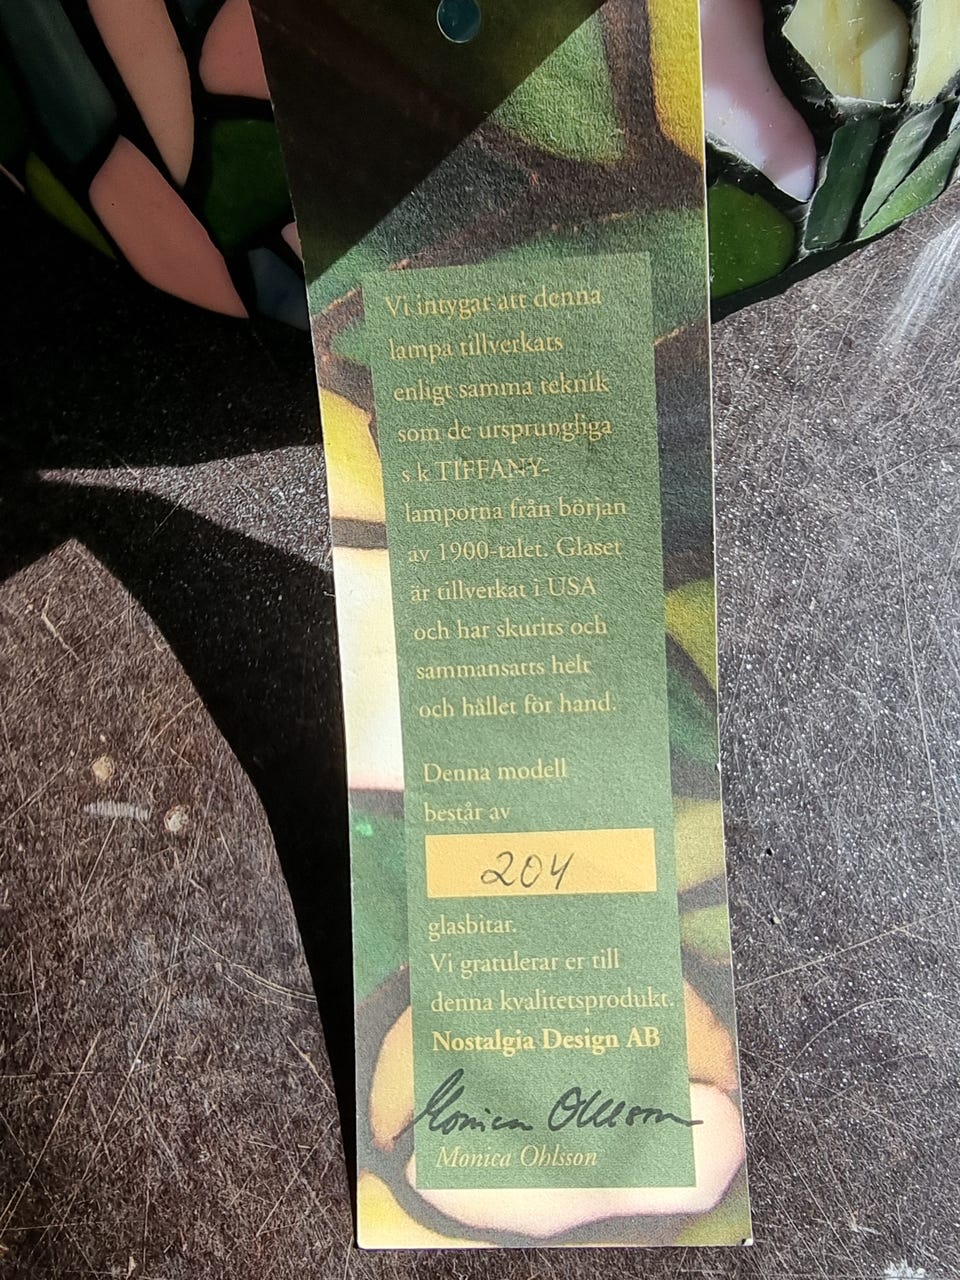 Vi intygar att denna
lampa tillverkats
enligt samma teknik
som de ursprungliga
s k TIFFANY-
lamporna från början
av 1900-talet. Glaset
är tillverkat i USA
och har skurits och
sammansatts helt
och hållet för hand.
Denna modell
består av
204
glasbitar.
Vi gratulerar er till
denna kvalitetsprodukt.
Nostalgia Design AB
Monica Ohlsson
Monica Ohlsson